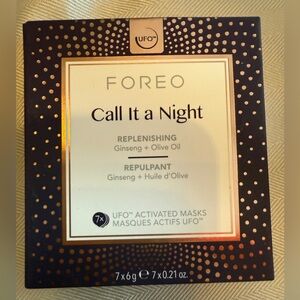 UFO™
FOREO
Call It a Night
REPLENISHING
Ginseng + Olive Oil
REPULPANT
Ginseng + Huile d'Olive
7x
UFO™ ACTIVATED MASKS
MASQUES ACTIFS UFO™
7 x 6 g ℮ 7 x 0.21 oz.